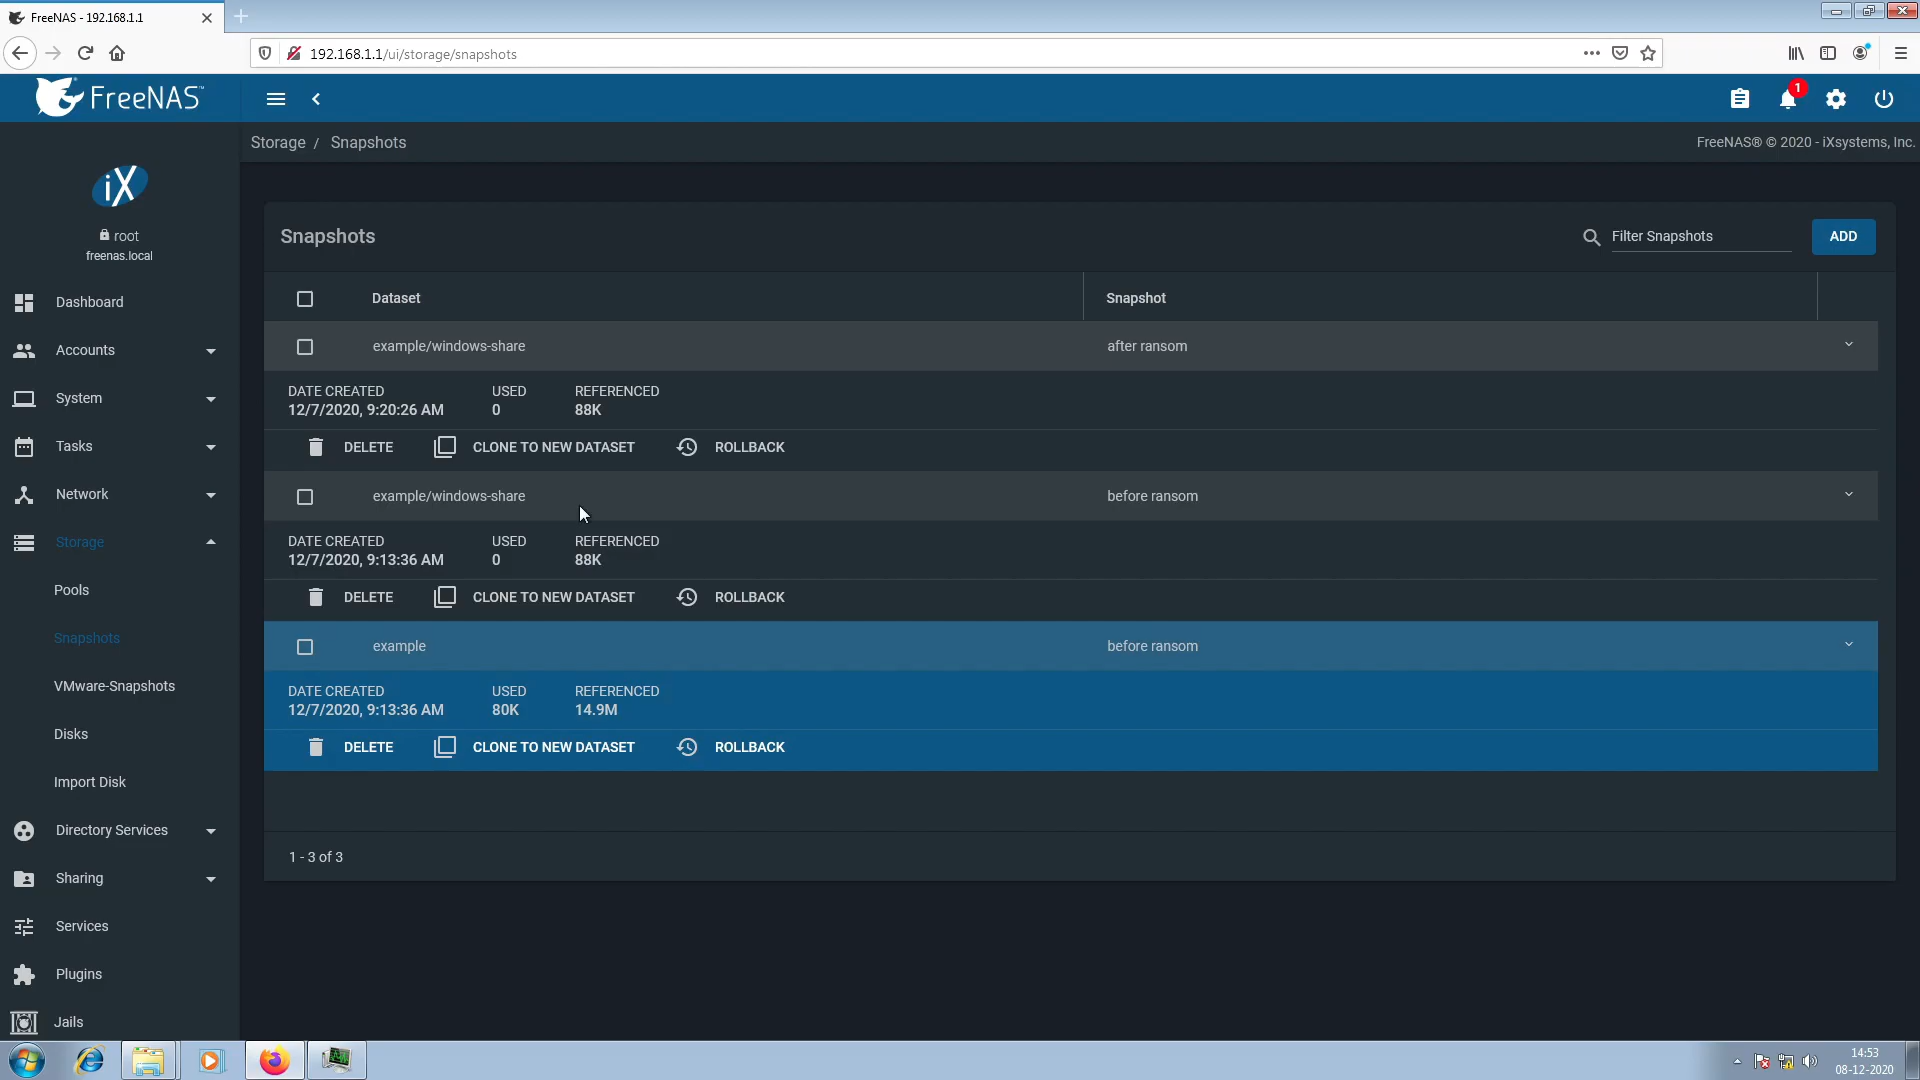 FreeNAS - 192.168.1.1
192.168.1.1/ui/storage/snapshots
FreeNAS
1
Storage / Snapshots
FreeNAS® © 2020 - iXsystems, Inc.
iX
root
freenas.local
Dashboard
Accounts
System
Tasks
Network
Storage
Pools
Snapshots
VMware-Snapshots
Disks
Import Disk
Directory Services
Sharing
Services
Plugins
Jails
Snapshots
Filter Snapshots
ADD
Dataset Snapshot
example/windows-share after ransom
DATE CREATED USED REFERENCED
12/7/2020, 9:20:26 AM 0 88K
DELETE CLONE TO NEW DATASET ROLLBACK
example/windows-share before ransom
DATE CREATED USED REFERENCED
12/7/2020, 9:13:36 AM 0 88K
DELETE CLONE TO NEW DATASET ROLLBACK
example before ransom
DATE CREATED USED REFERENCED
12/7/2020, 9:13:36 AM 80K 14.9M
DELETE CLONE TO NEW DATASET ROLLBACK
1 - 3 of 3
14:53
08-12-2020